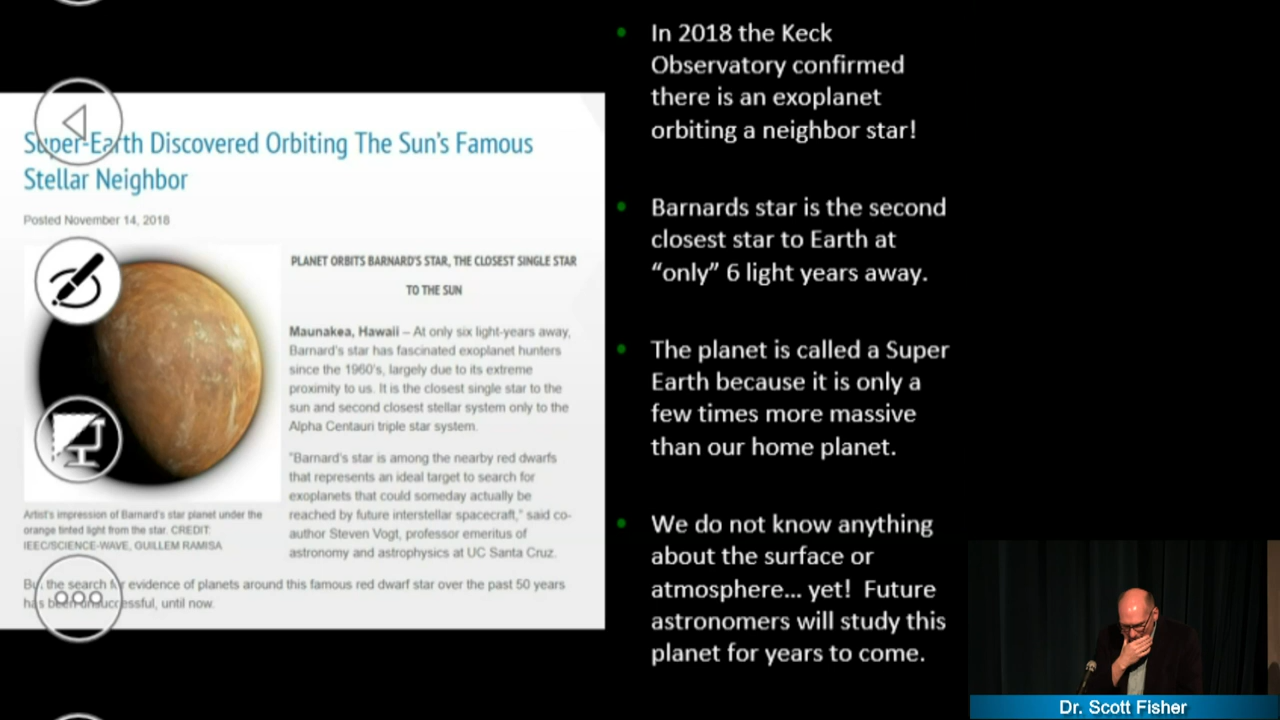 Super-Earth Discovered Orbiting The Sun's Famous
Stellar Neighbor
Posted November 14, 2018
PLANET ORBITS BARNARD'S STAR, THE CLOSEST SINGLE STAR
TO THE SUN
Maunakea, Hawaii – At only six light-years away,
Barnard's star has fascinated exoplanet hunters
since the 1960's, largely due to its extreme
proximity to us. It is the closest single star to the
sun and second closest stellar system only to the
Alpha Centauri triple star system.
"Barnard's star is among the nearby red dwarfs
that represents an ideal target to search for
exoplanets that could someday actually be
reached by future interstellar spacecraft," said co-
author Steven Vogt, professor emeritus of
astronomy and astrophysics at UC Santa Cruz.
Artist's impression of Barnard's star planet under the
orange tinted light from the star. CREDIT:
IEEC/SCIENCE-WAVE, GUILLEM RAMISA
But the search for evidence of planets around this famous red dwarf star over the past 50 years
has been unsuccessful, until now.
• In 2018 the Keck
Observatory confirmed
there is an exoplanet
orbiting a neighbor star!
• Barnards star is the second
closest star to Earth at
“only” 6 light years away.
• The planet is called a Super
Earth because it is only a
few times more massive
than our home planet.
• We do not know anything
about the surface or
atmosphere... yet! Future
astronomers will study this
planet for years to come.
Dr. Scott Fisher